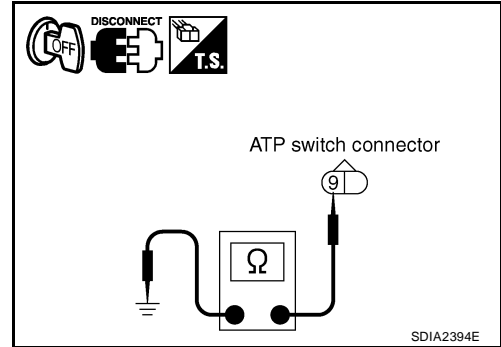 DISCONNECT
OFF
T.S.
ATP switch connector
9
Ω
SDIA2394E